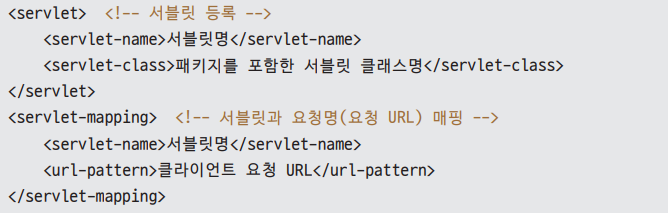 <servlet> <!-- 서블릿 등록 -->
    <servlet-name>서블릿명</servlet-name>
    <servlet-class>패키지를 포함한 서블릿 클래스명</servlet-class>
</servlet>
<servlet-mapping> <!-- 서블릿과 요청명(요청 URL) 매핑 -->
    <servlet-name>서블릿명</servlet-name>
    <url-pattern>클라이언트 요청 URL</url-pattern>
</servlet-mapping>